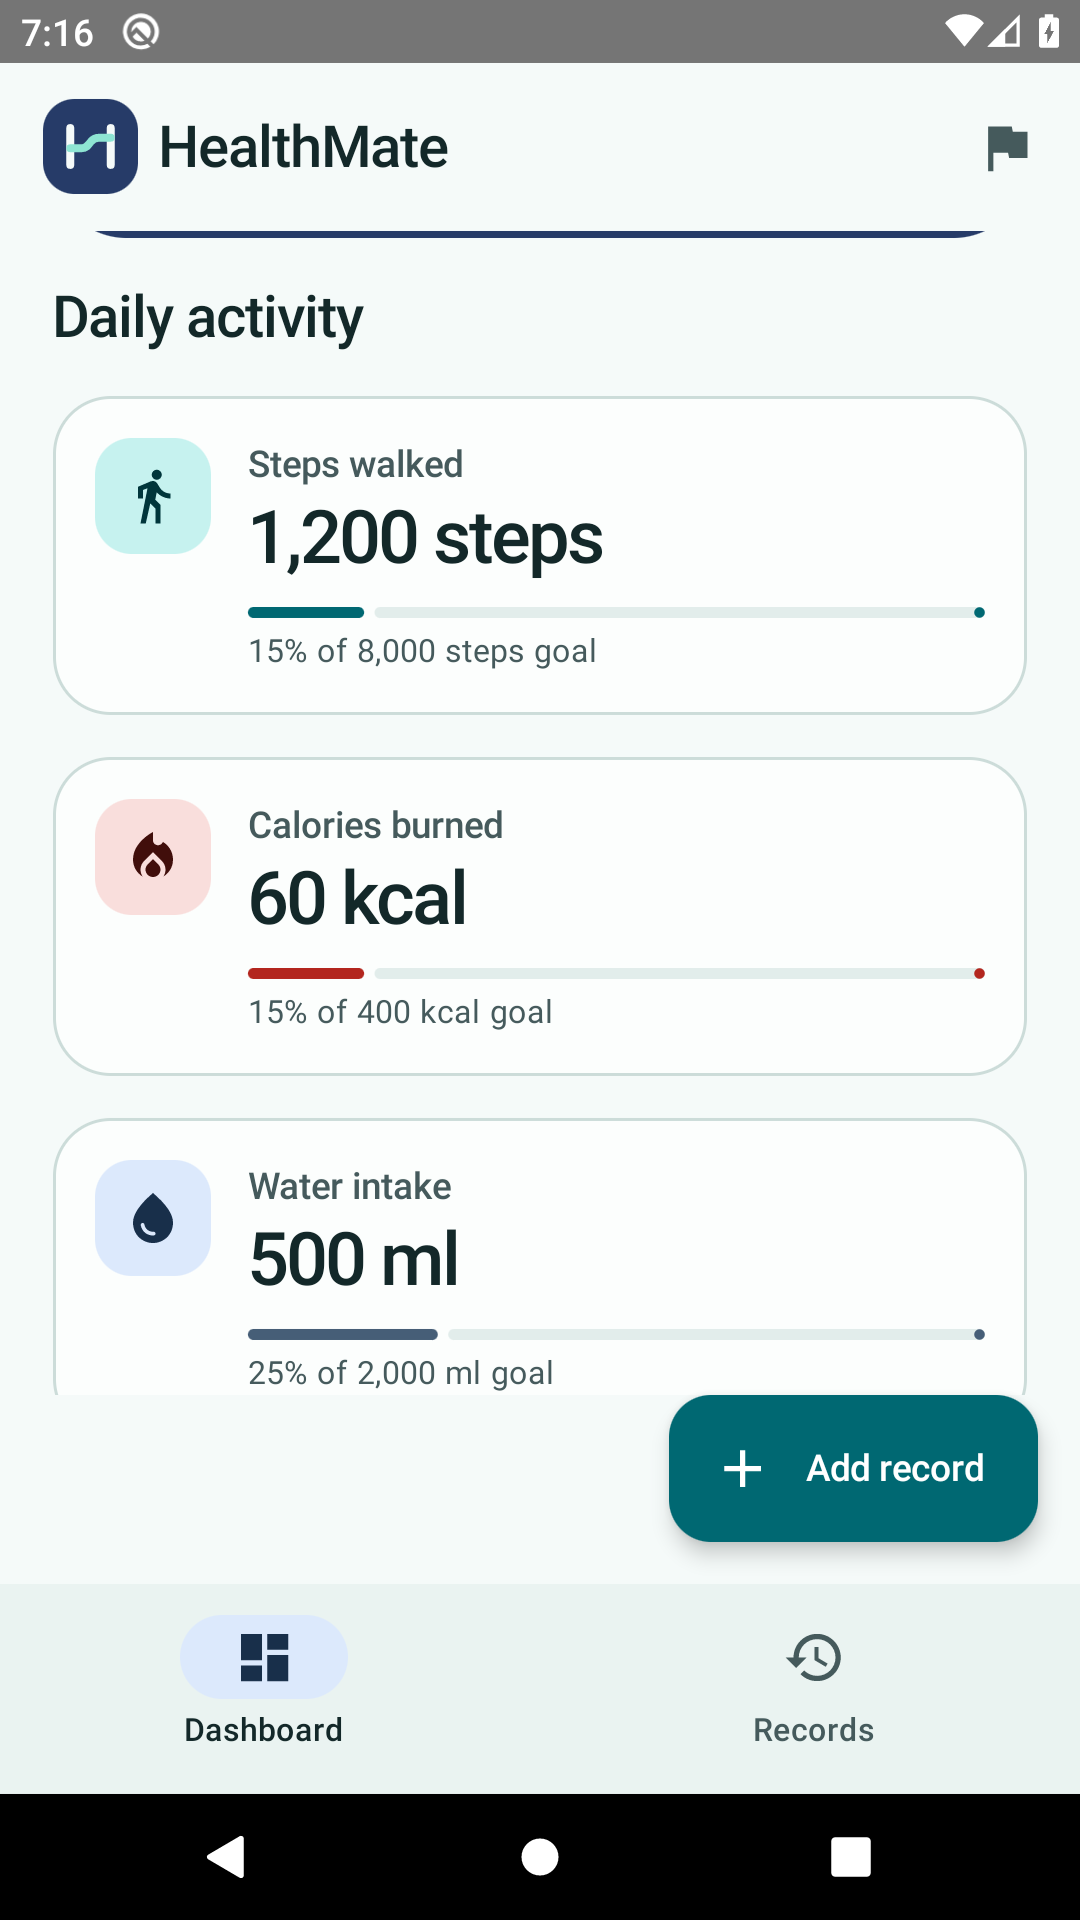 7:16
HealthMate
Daily activity
Steps walked
1,200 steps
15% of 8,000 steps goal
Calories burned
60 kcal
15% of 400 kcal goal
Water intake
500 ml
25% of 2,000 ml goal
Add record
Dashboard
Records